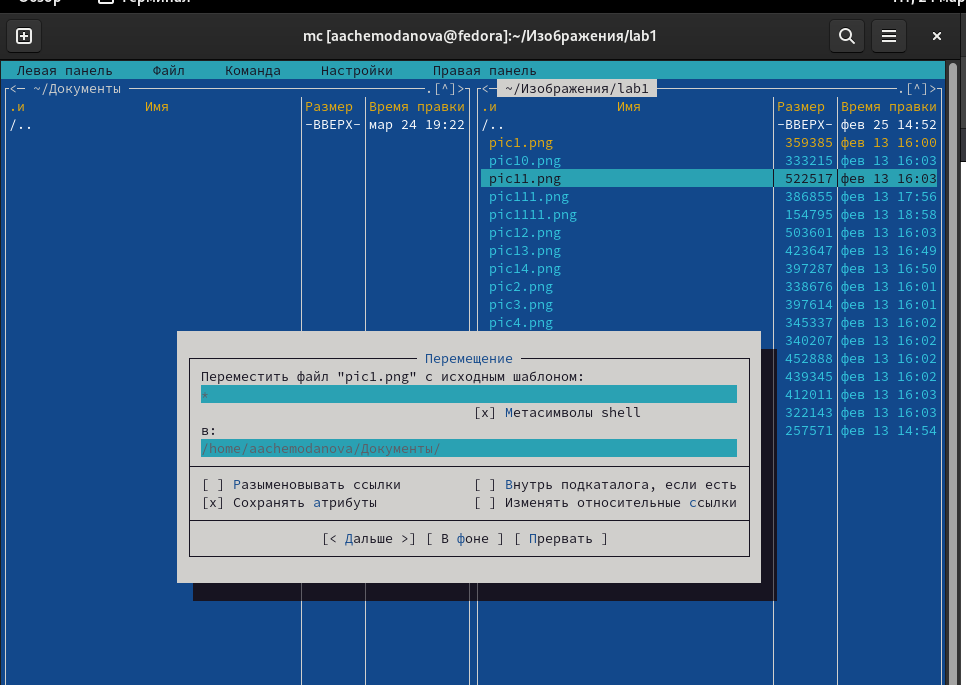 Обзор Терминал Пт, 24 мар
mc [aachemodanova@fedora]:~/Изображения/lab1
Левая панель Файл Команда Настройки Правая панель
<— ~/Документы .[^]> <— ~/Изображения/lab1 .[^]>
.и Имя Размер Время правки .и Имя Размер Время правки
/.. -ВВЕРХ- мар 24 19:22 /.. -ВВЕРХ- фев 25 14:52
pic1.png 359385 фев 13 16:00
pic10.png 333215 фев 13 16:03
pic11.png 522517 фев 13 16:03
pic111.png 386855 фев 13 17:56
pic1111.png 154795 фев 13 18:58
pic12.png 503601 фев 13 16:03
pic13.png 423647 фев 13 16:49
pic14.png 397287 фев 13 16:50
pic2.png 338676 фев 13 16:01
pic3.png 397614 фев 13 16:01
pic4.png 345337 фев 13 16:02
340207 фев 13 16:02
Перемещение 452888 фев 13 16:02
Переместить файл "pic1.png" с исходным шаблоном: 439345 фев 13 16:02
* 412011 фев 13 16:03
[x] Метасимволы shell 322143 фев 13 16:03
в: 257571 фев 13 14:54
/home/aachemodanova/Документы/
[ ] Разыменовывать ссылки [ ] Внутрь подкаталога, если есть
[x] Сохранять атрибуты [ ] Изменять относительные ссылки
[< Дальше >] [ В фоне ] [ Прервать ]